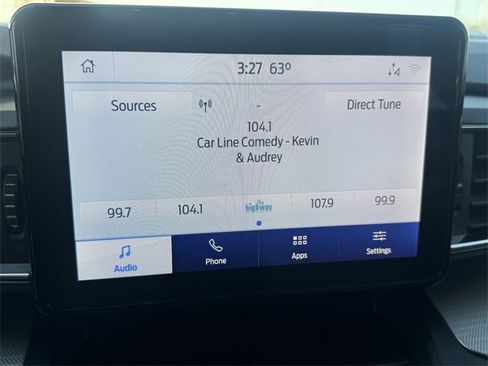 3:27 63°
Sources
-
Direct Tune
104.1
Car Line Comedy - Kevin
& Audrey
99.7
104.1
the highway
107.9
99.9
Audio
Phone
Apps
Settings